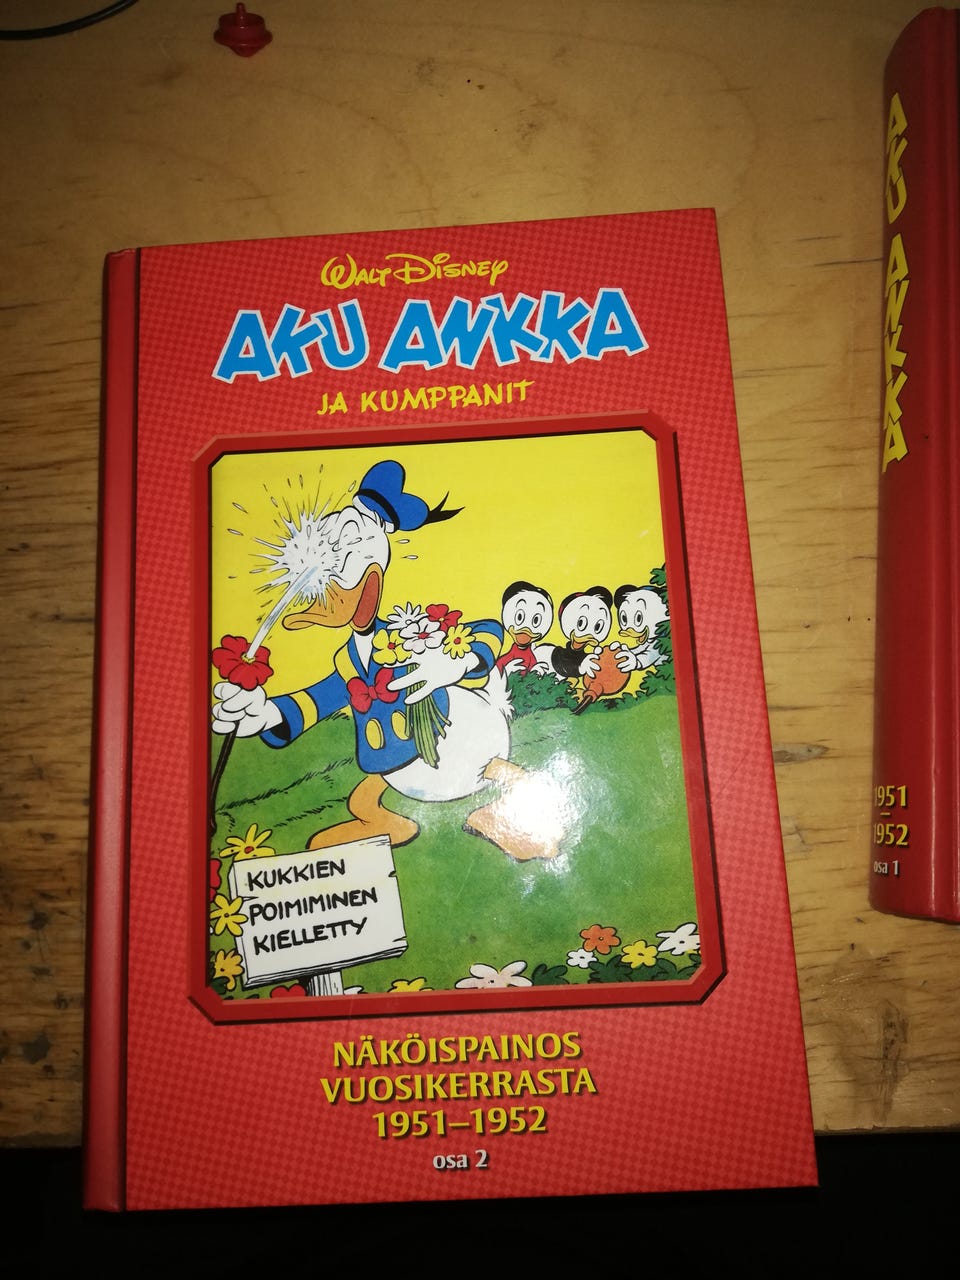 WALT DISNEY
AKU ANKKA
JA KUMPPANIT
KUKKIEN
POIMIMINEN
KIELLETTY
NÄKÖISPAINOS
VUOSIKERRASTA
1951–1952
osa 2
AKU ANKKA
1951
–
1952
osa 1